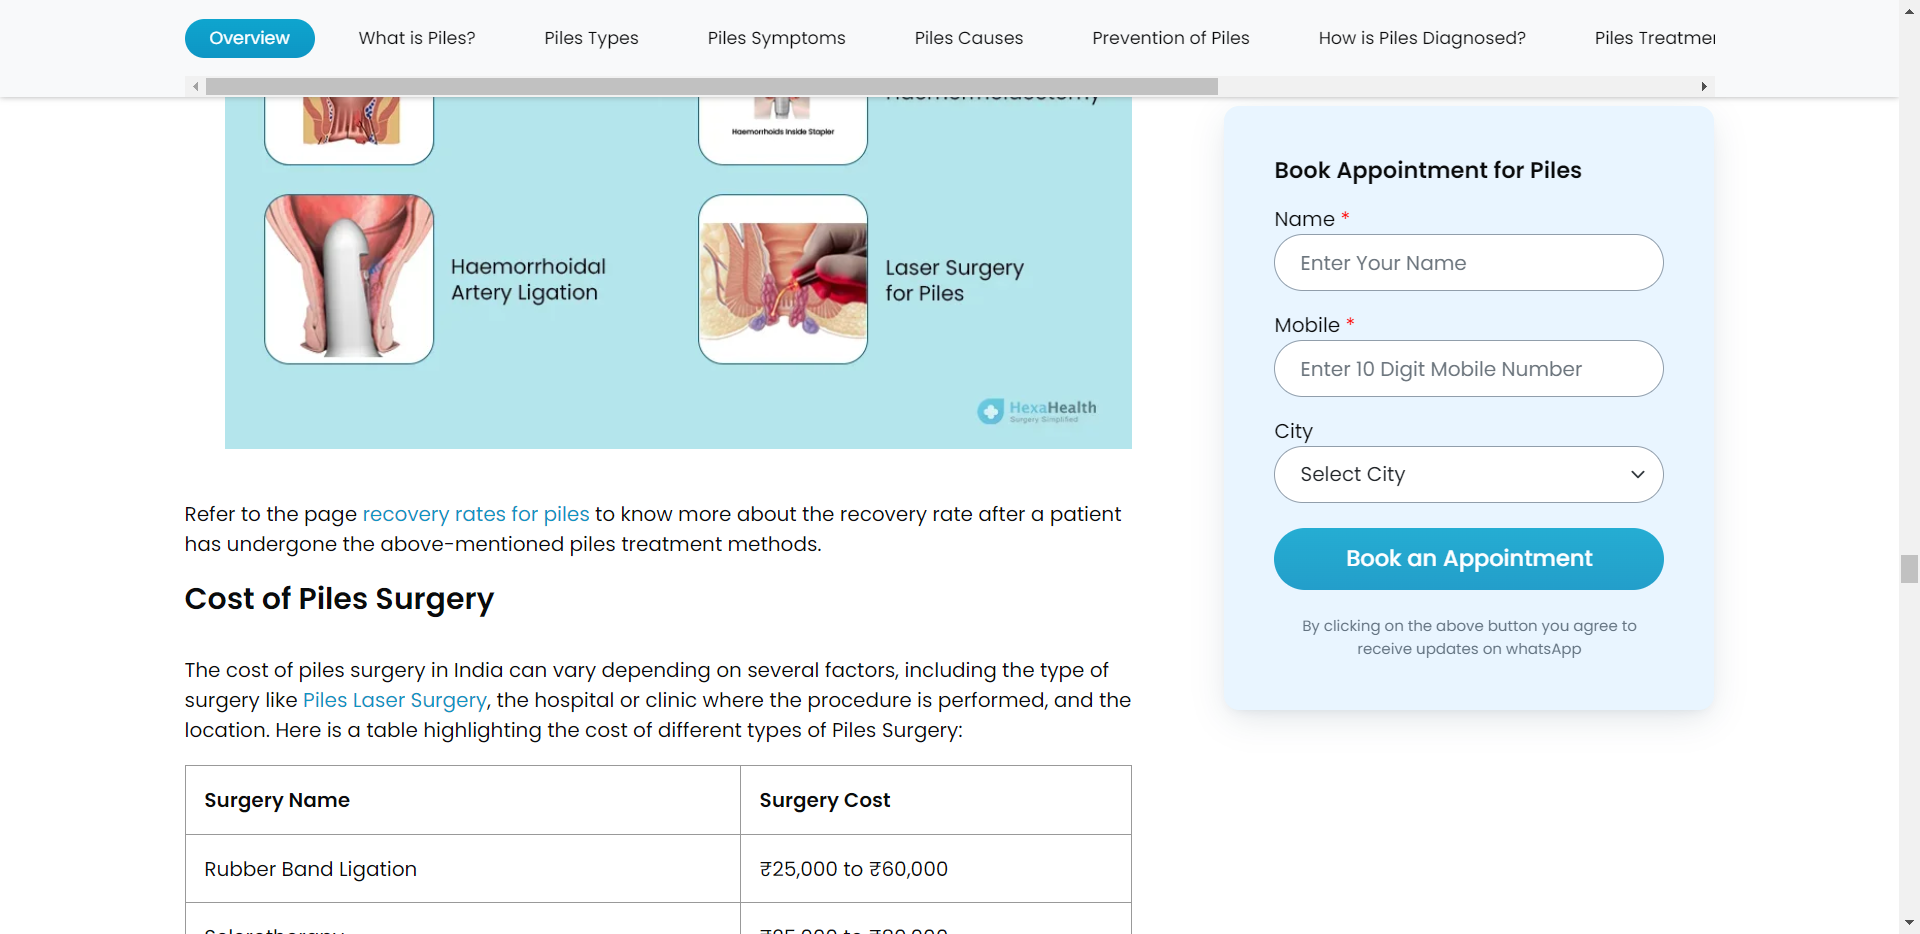 Overview
What is Piles?
Piles Types
Piles Symptoms
Piles Causes
Prevention of Piles
How is Piles Diagnosed?
Piles Treatmen
Haemorrhoids Inside Stapler
Haemorrhoidal
Artery Ligation
Laser Surgery
for Piles
HexaHealth
Surgery Simplified
Refer to the page recovery rates for piles to know more about the recovery rate after a patient
has undergone the above-mentioned piles treatment methods.
Cost of Piles Surgery
The cost of piles surgery in India can vary depending on several factors, including the type of
surgery like Piles Laser Surgery, the hospital or clinic where the procedure is performed, and the
location. Here is a table highlighting the cost of different types of Piles Surgery:
Surgery Name
Surgery Cost
Rubber Band Ligation
₹25,000 to ₹60,000
Book Appointment for Piles
Name *
Enter Your Name
Mobile *
Enter 10 Digit Mobile Number
City
Select City
Book an Appointment
By clicking on the above button you agree to
receive updates on whatsApp